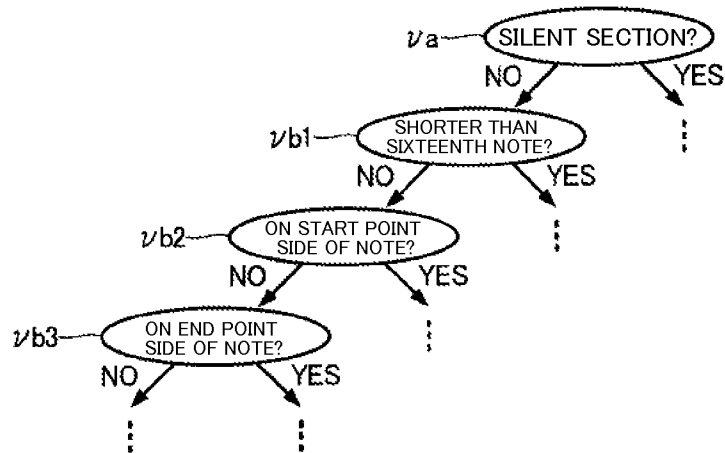 νa
SILENT SECTION?
NO
YES
νb1
SHORTER THAN
SIXTEENTH NOTE?
NO
YES
νb2
ON START POINT
SIDE OF NOTE?
NO
YES
νb3
ON END POINT
SIDE OF NOTE?
NO
YES